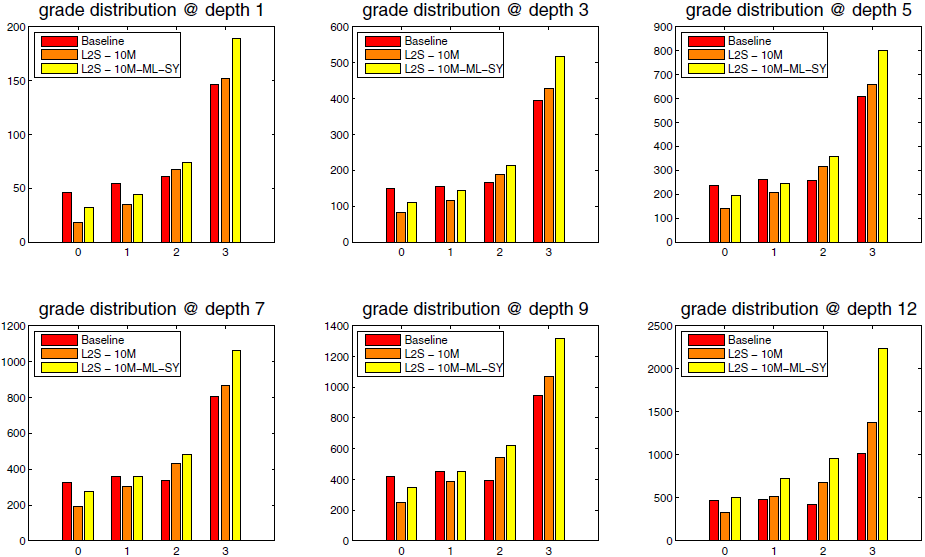 grade distribution @ depth 1
200
150
100
50
0
0 1 2 3
Baseline
L2S − 10M
L2S − 10M−ML−SY
grade distribution @ depth 3
600
500
400
300
200
100
0
0 1 2 3
Baseline
L2S − 10M
L2S − 10M−ML−SY
grade distribution @ depth 5
900
800
700
600
500
400
300
200
100
0
0 1 2 3
Baseline
L2S − 10M
L2S − 10M−ML−SY
grade distribution @ depth 7
1200
1000
800
600
400
200
0
0 1 2 3
Baseline
L2S − 10M
L2S − 10M−ML−SY
grade distribution @ depth 9
1400
1200
1000
800
600
400
200
0
0 1 2 3
Baseline
L2S − 10M
L2S − 10M−ML−SY
grade distribution @ depth 12
2500
2000
1500
1000
500
0
0 1 2 3
Baseline
L2S − 10M
L2S − 10M−ML−SY